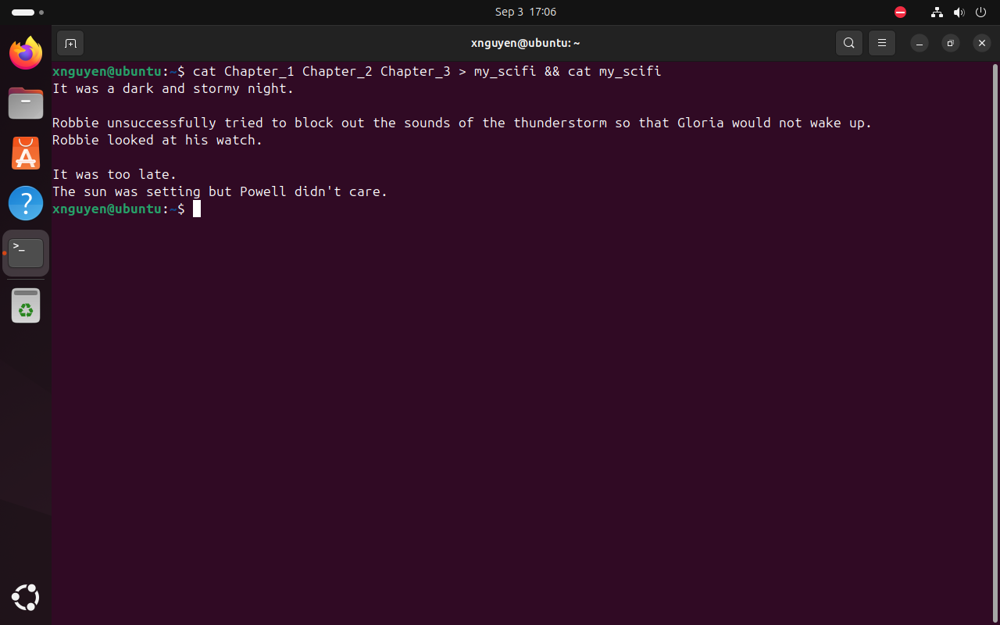 Sep 3 17:06
xnguyen@ubuntu: ~
xnguyen@ubuntu:~$ cat Chapter_1 Chapter_2 Chapter_3 > my_scifi && cat my_scifi
It was a dark and stormy night.
Robbie unsuccessfully tried to block out the sounds of the thunderstorm so that Gloria would not wake up.
Robbie looked at his watch.
It was too late.
The sun was setting but Powell didn't care.
xnguyen@ubuntu:~$